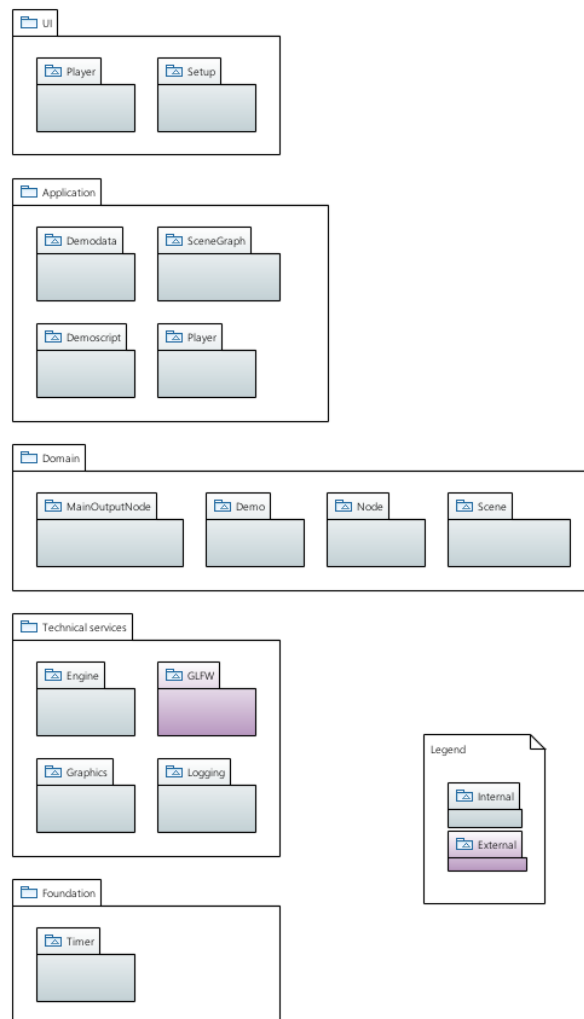 UI
Player
Setup
Application
Demodata
SceneGraph
Demoscript
Player
Domain
MainOutputNode
Demo
Node
Scene
Technical services
Engine
GLFW
Graphics
Logging
Legend
Internal
External
Foundation
Timer